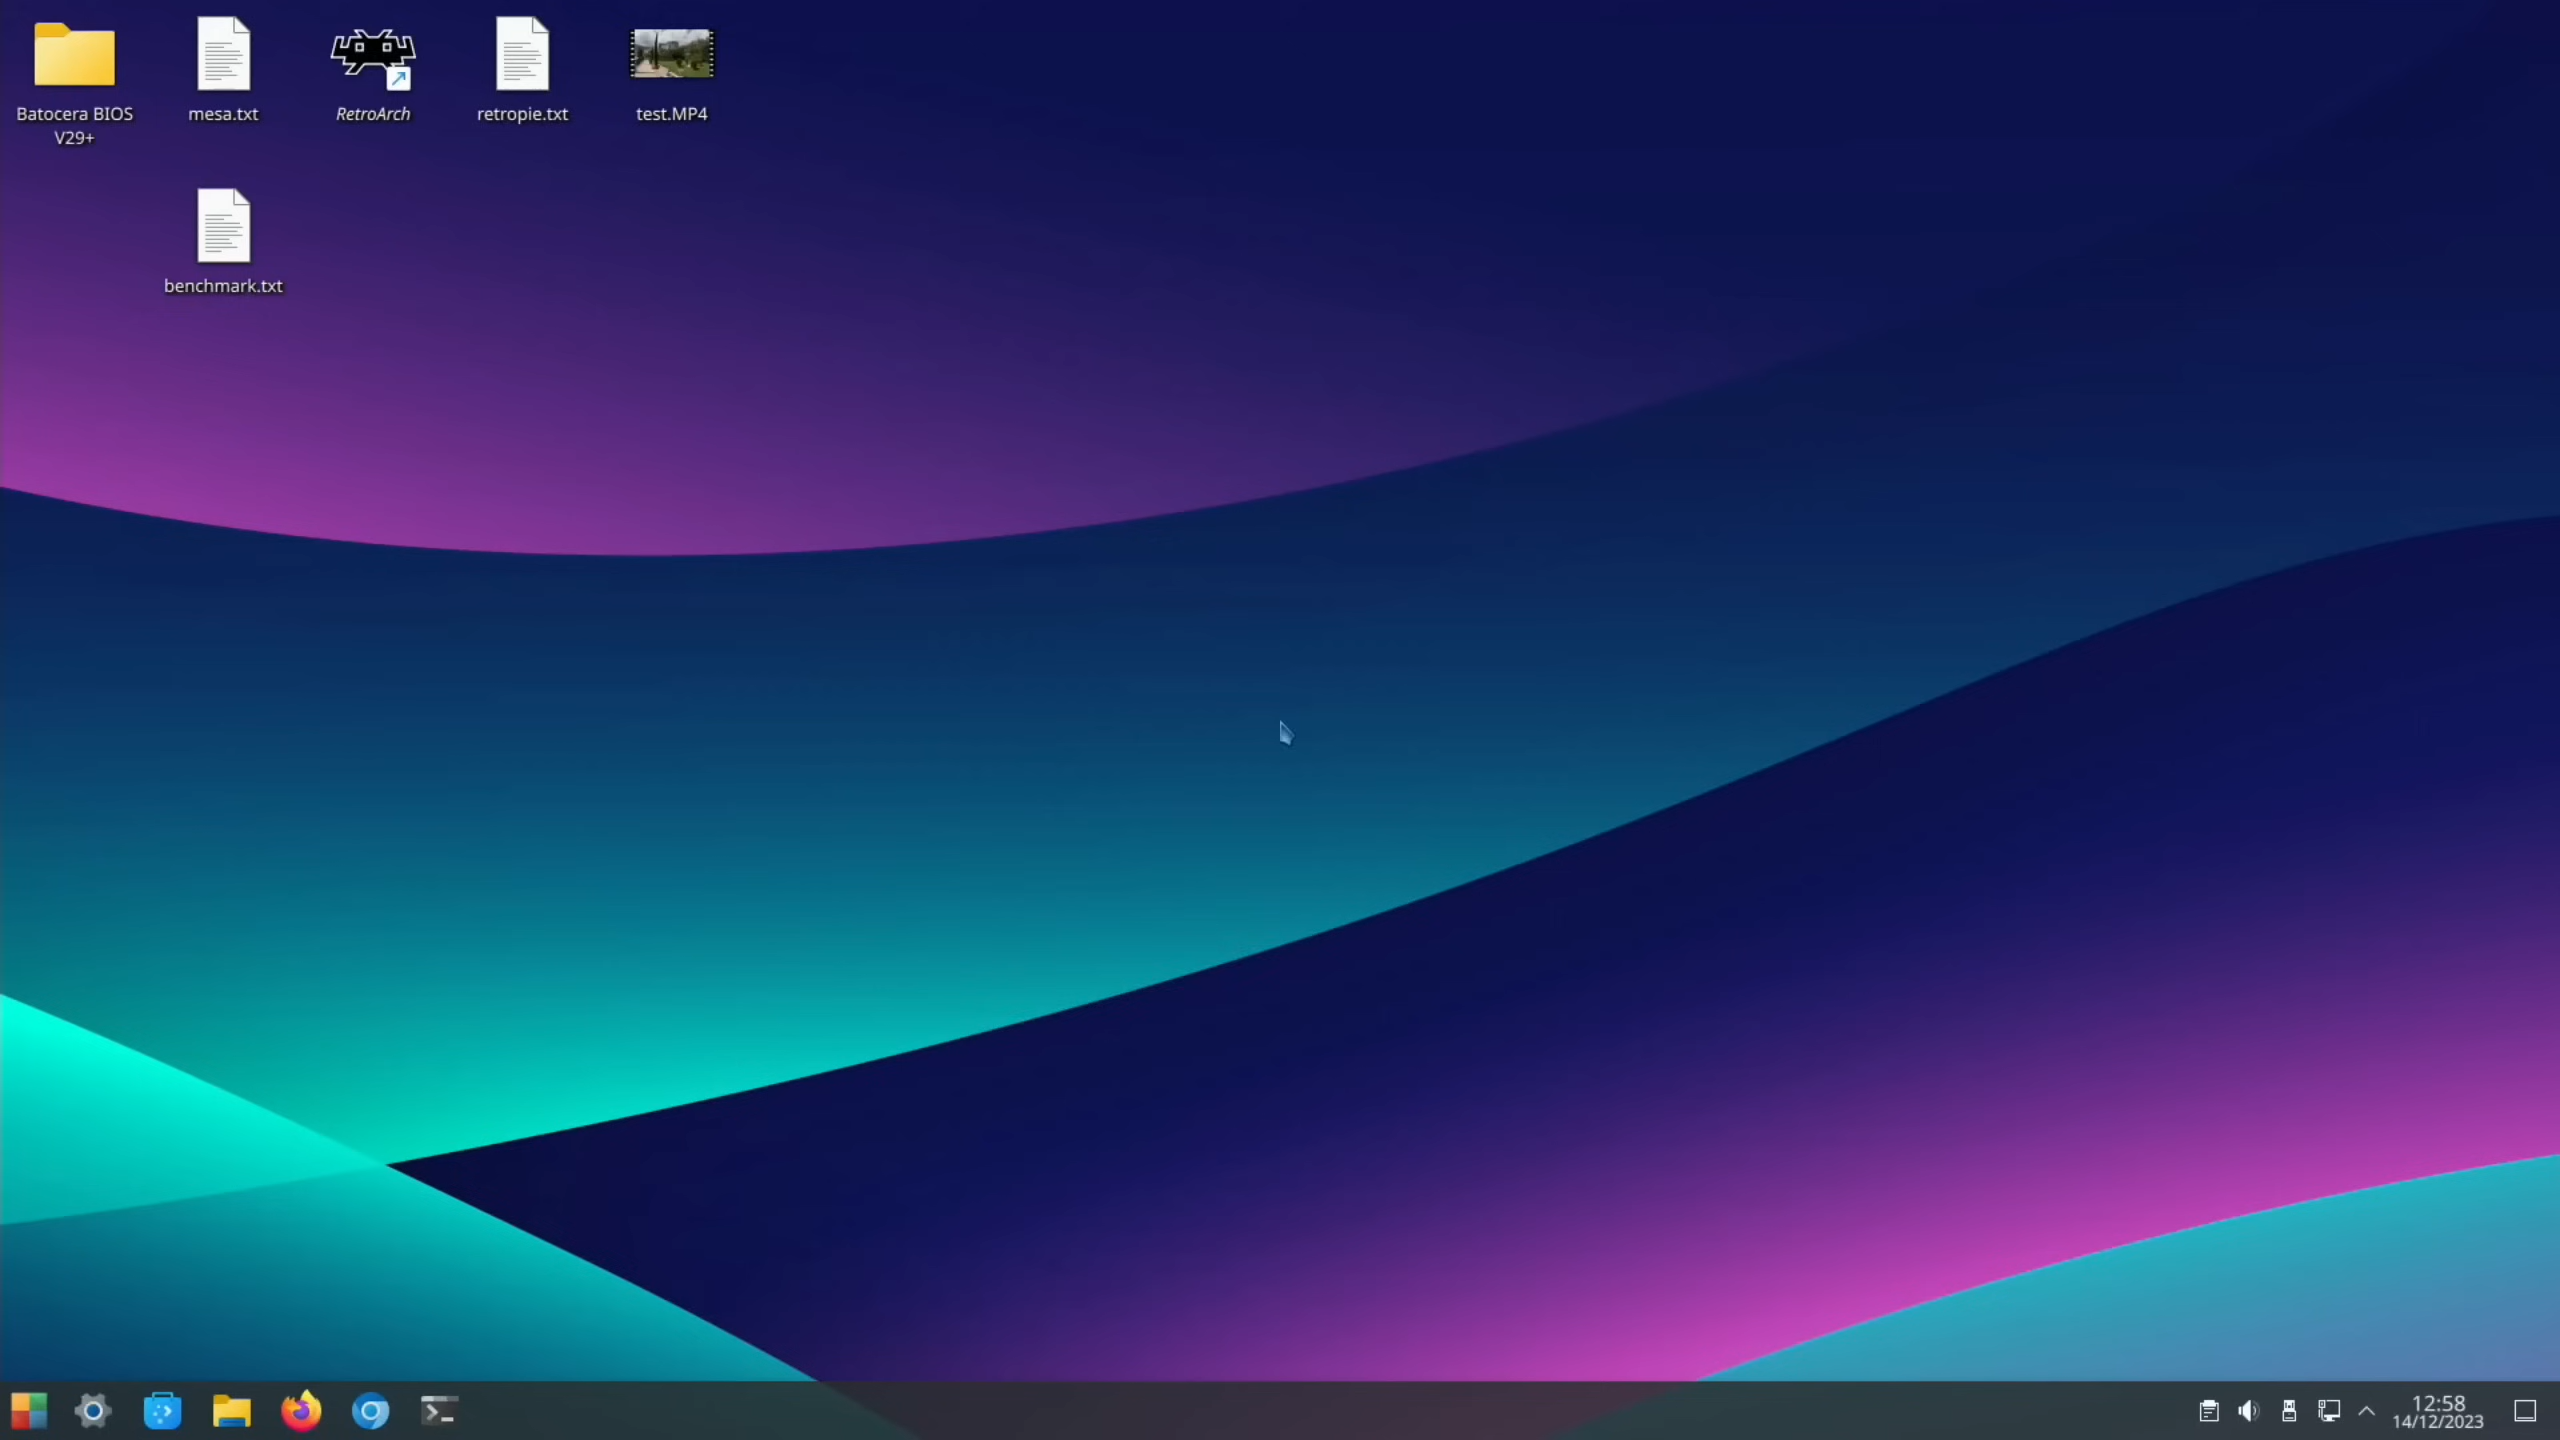 Batocera BIOS
V29+
mesa.txt
RetroArch
retropie.txt
test.MP4
benchmark.txt
12:58
14/12/2023